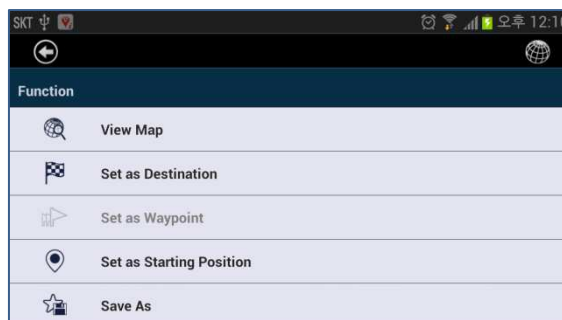 SKT 오후 12:10
Function
View Map
Set as Destination
Set as Waypoint
Set as Starting Position
Save As